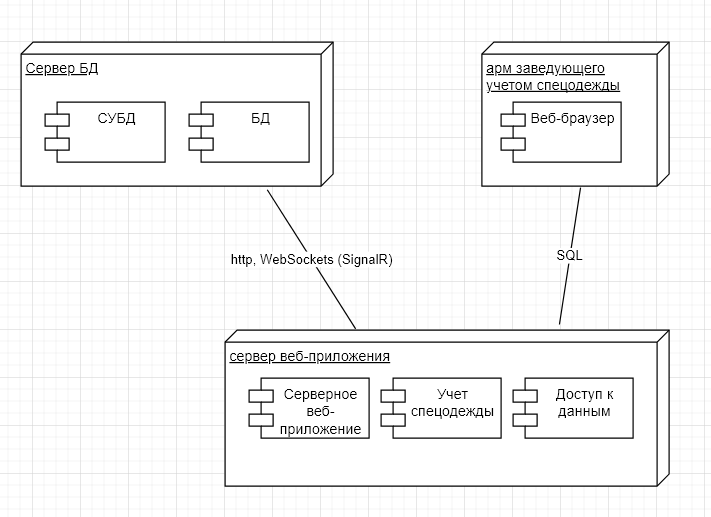 Сервер БД
СУБД
БД
арм заведующего
учетом спецодежды
Веб-браузер
http, WebSockets (SignalR)
SQL
сервер веб-приложения
Серверное
веб-
приложение
Учет
спецодежды
Доступ к
данным